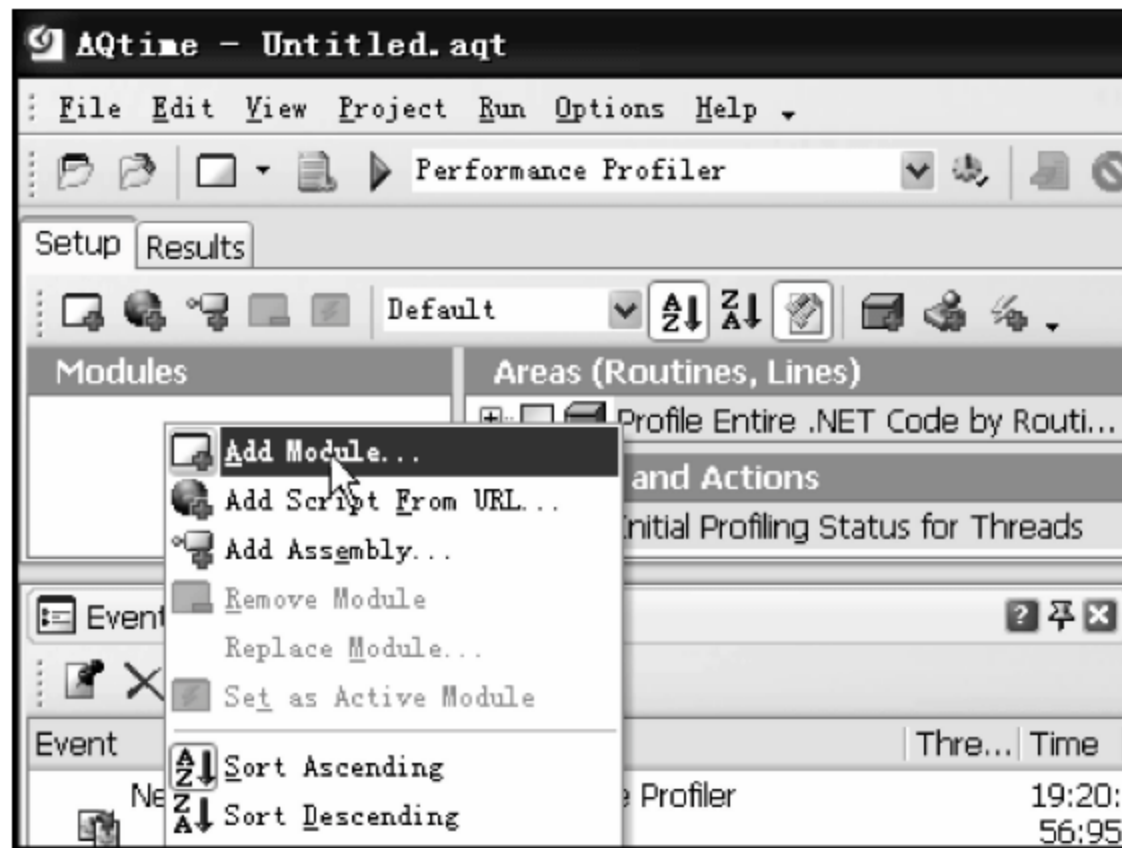 AQtime - Untitled.aqt
File Edit View Project Run Options Help
Performance Profiler
Setup Results
Default
Modules Areas (Routines, Lines)
Profile Entire .NET Code by Routi...
Add Module...
and Actions
Add Script From URL...
Initial Profiling Status for Threads
Add Assembly...
Remove Module
Event
Replace Module...
Set as Active Module
Event Thre... Time
Sort Ascending
Ne e Profiler 19:20:
Sort Descending 56:95